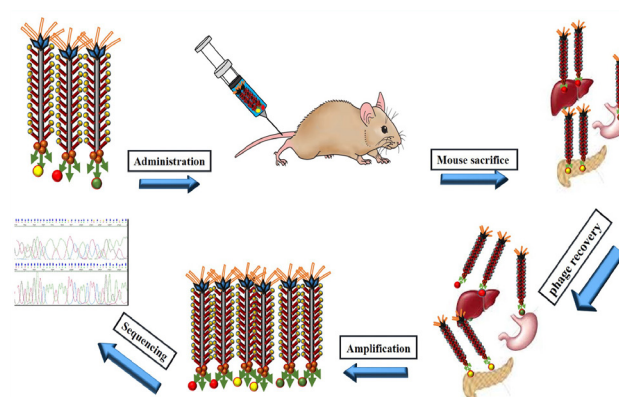 Administration
Mouse sacrifice
phage recovery
Amplification
Sequencing